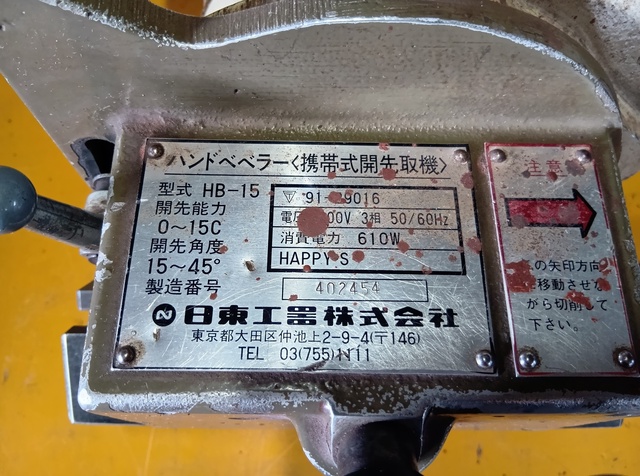 ハンドベベラー〈携帯式開先取機〉
型式 HB-15
開先能力
0～15C
開先角度
15～45°
製造番号
▽ 91- 9016
電圧 00V 3相 50/60Hz
消費電力 610W
HAPPY S
402454
日東工器株式会社
東京都大田区仲池上2-9-4(〒146)
TEL 03(755)1111
注意
の矢印方向
移動させな
がら切削して
下さい。